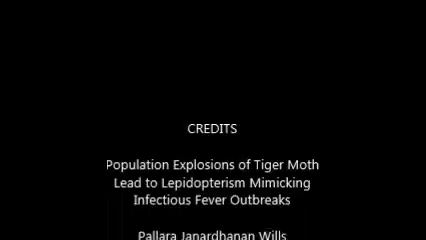 CREDITS
Population Explosions of Tiger Moth
Lead to Lepidopterism Mimicking
Infectious Fever Outbreaks
Pallara Janardhanan Wills